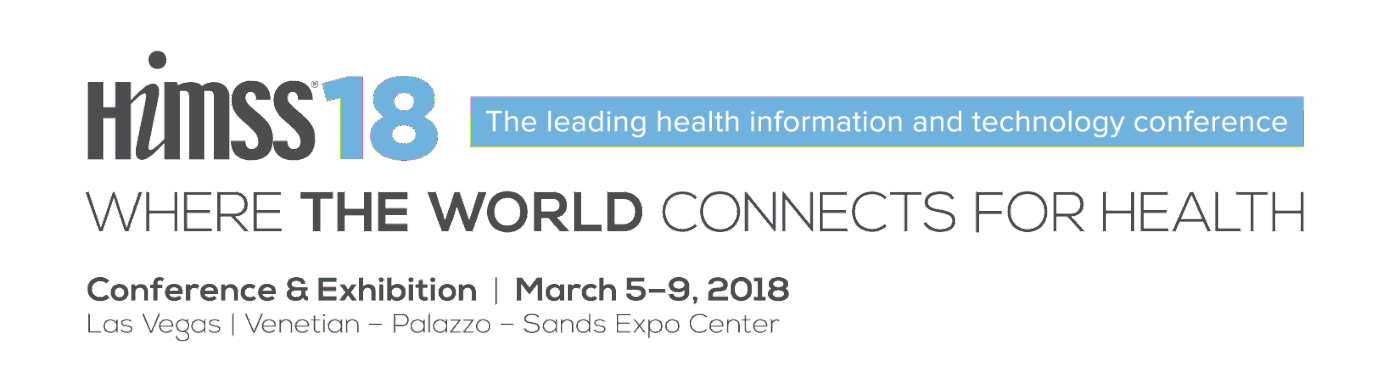 HiMSS®18
The leading health information and technology conference
WHERE THE WORLD CONNECTS FOR HEALTH
Conference & Exhibition | March 5–9, 2018
Las Vegas | Venetian – Palazzo – Sands Expo Center